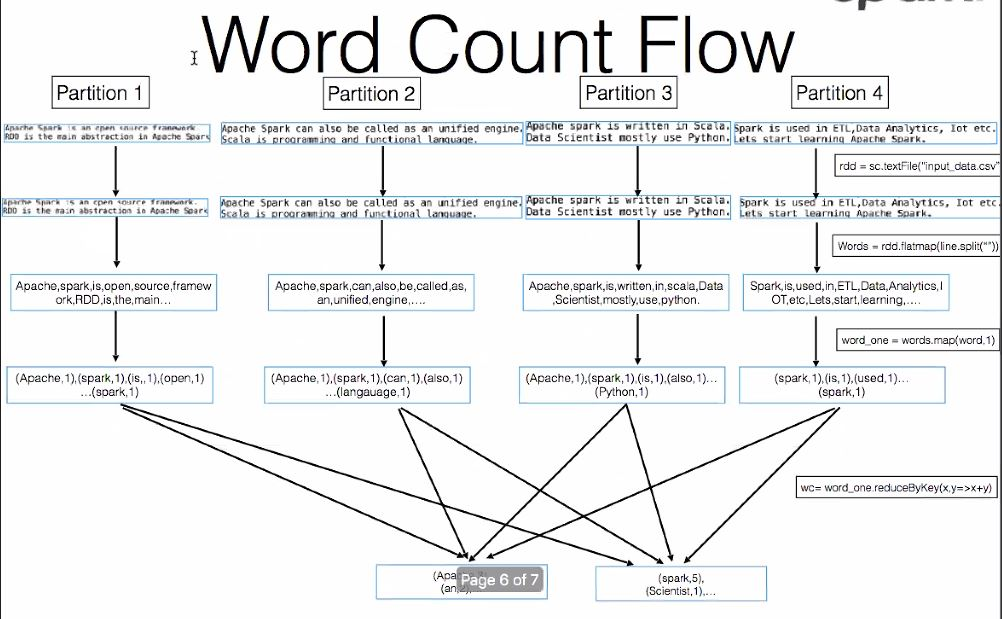 Word Count Flow
Partition 1
Partition 2
Partition 3
Partition 4
Apache Spark is an open source framework.
RDD is the main abstraction in Apache Spark
Apache Spark can also be called as an unified engine.
Scala is programming and functional language.
Apache spark is written in Scala.
Data Scientist mostly use Python.
Spark is used in ETL,Data Analytics, Iot etc.
Lets start learning Apache Spark.
rdd = sc.textFile("input_data.csv"
Apache Spark is an open source framework.
RDD is the main abstraction in Apache Spark
Apache Spark can also be called as an unified engine.
Scala is programming and functional language.
Apache spark is written in Scala.
Data Scientist mostly use Python.
Spark is used in ETL,Data Analytics, Iot etc.
Lets start learning Apache Spark.
Words = rdd.flatmap(line.split(""))
Apache,spark,is,open,source,framew
ork,RDD,is,the,main…
Apache,spark,can,also,be,called,as,
an,unified,engine,….
Apache,spark,is,written,in,scala,Data
,Scientist,mostly,use,python.
Spark,is,used,in,ETL,Data,Analytics,I
OT,etc,Lets,start,learning,….
word_one = words.map(word,1)
(Apache,1),(spark,1),(is,,1),(open,1)
…(spark,1)
(Apache,1),(spark,1),(can,1),(also,1)
…(langauage,1)
(Apache,1),(spark,1),(is,1),(also,1)…
(Python,1)
(spark,1),(is,1),(used,1)…
(spark,1)
wc= word_one.reduceByKey(x,y=>x+y)
(an,
Page 6 of 7
(spark,5),
(Scientist,1),…